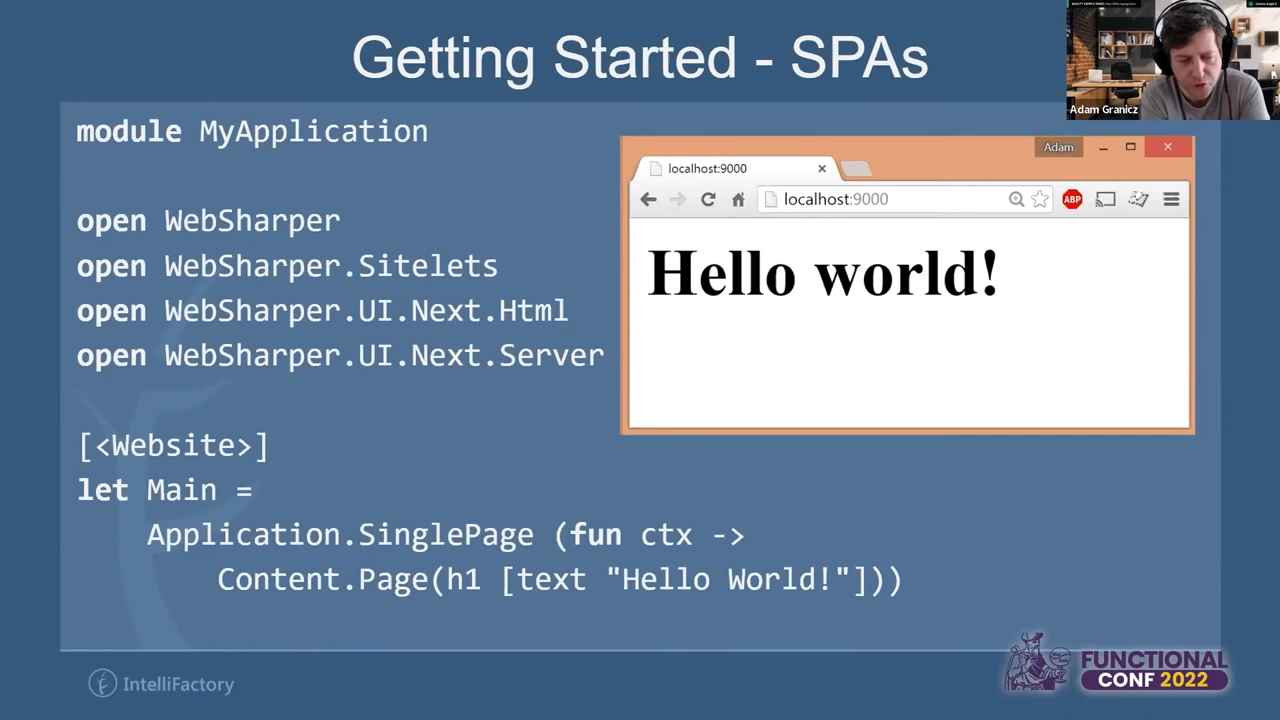 Getting Started - SPAs
Adam Granicz
module MyApplication
open WebSharper
open WebSharper.Sitelets
open WebSharper.UI.Next.Html
open WebSharper.UI.Next.Server
[<Website>]
let Main =
Application.SinglePage (fun ctx ->
Content.Page(h1 [text "Hello World!"]))
Adam
localhost:9000
localhost:9000
ABP
Hello world!
IntelliFactory
FUNCTIONAL
CONF 2022